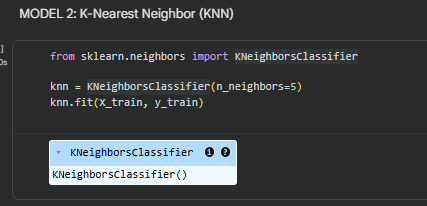 MODEL 2: K-Nearest Neighbor (KNN)
]
0s
from sklearn.neighbors import KNeighborsClassifier
knn = KNeighborsClassifier(n_neighbors=5)
knn.fit(X_train, y_train)
▾ KNeighborsClassifier i ?
KNeighborsClassifier()